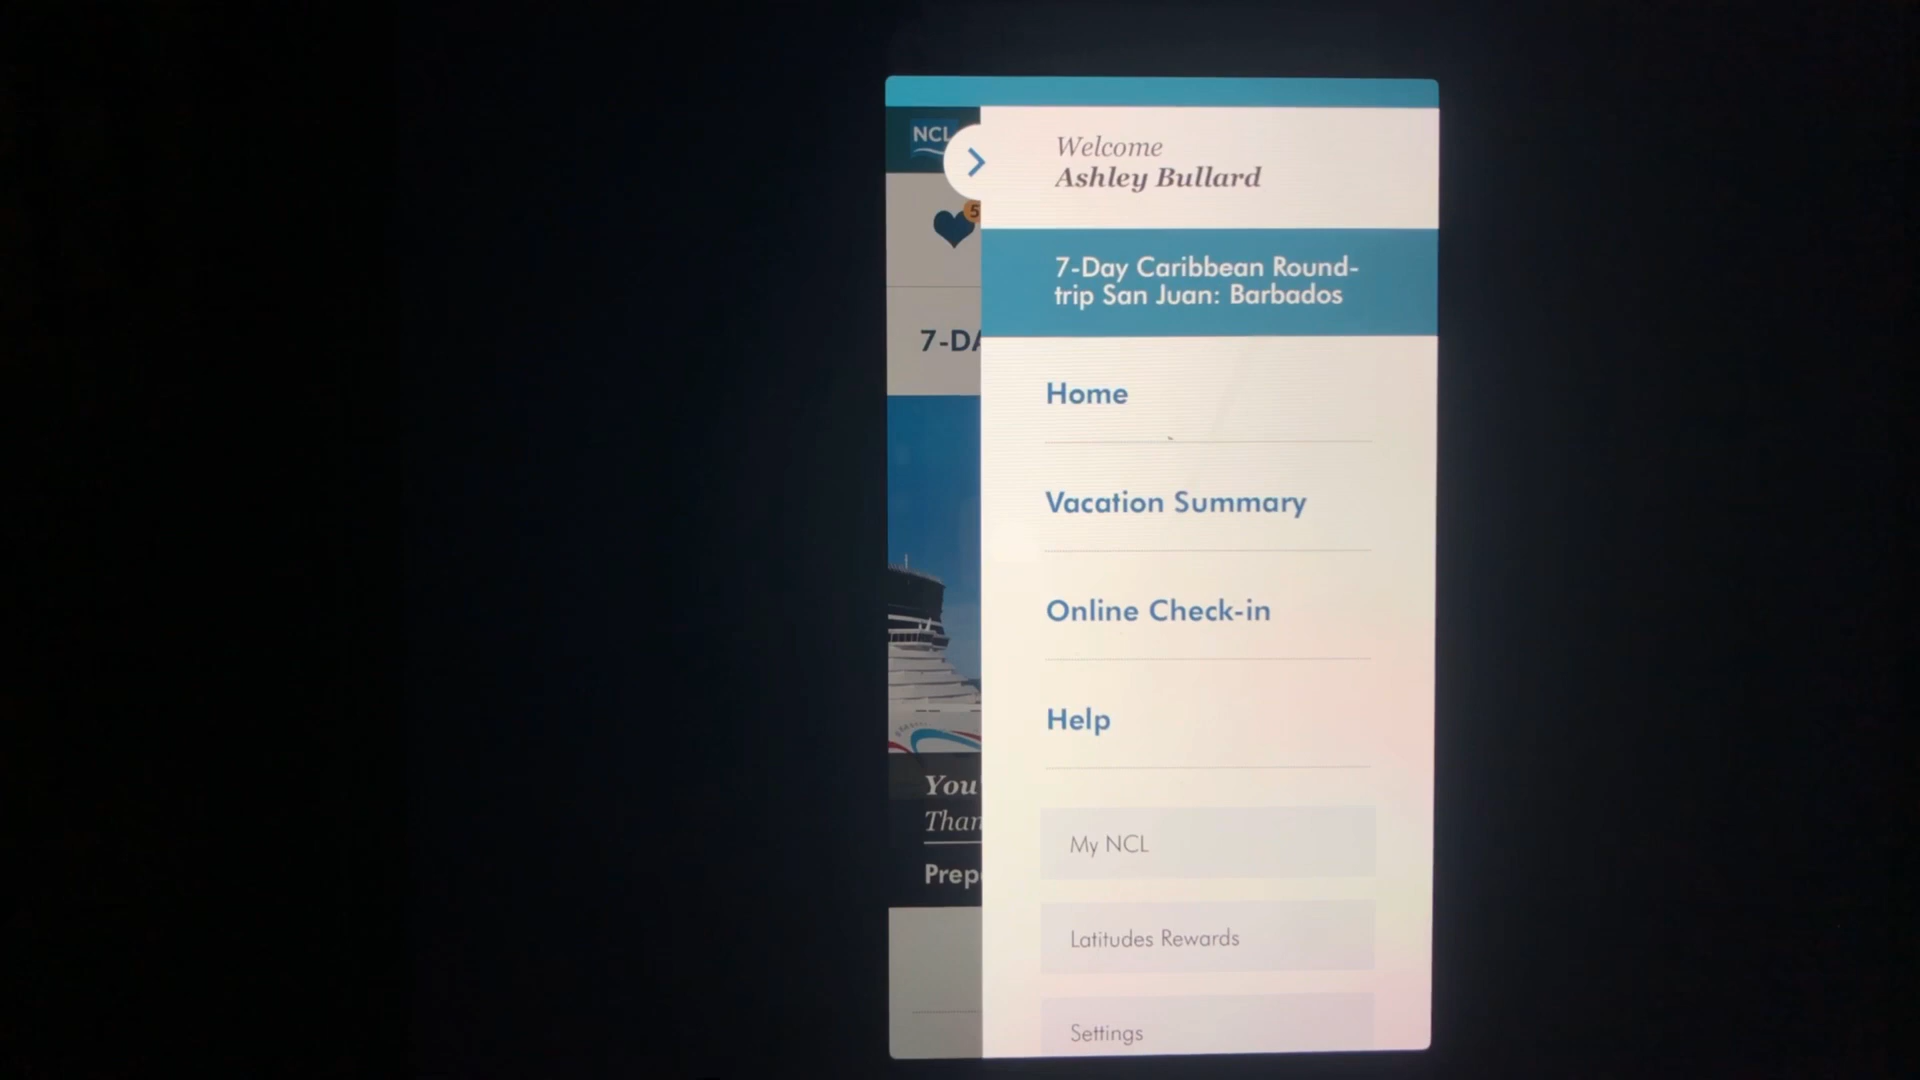 NCL
Welcome
Ashley Bullard
5
7-Day Caribbean Round-
trip San Juan: Barbados
7-DA
Home
Vacation Summary
Online Check-in
Help
You'
Than
Prep
My NCL
Latitudes Rewards
Settings